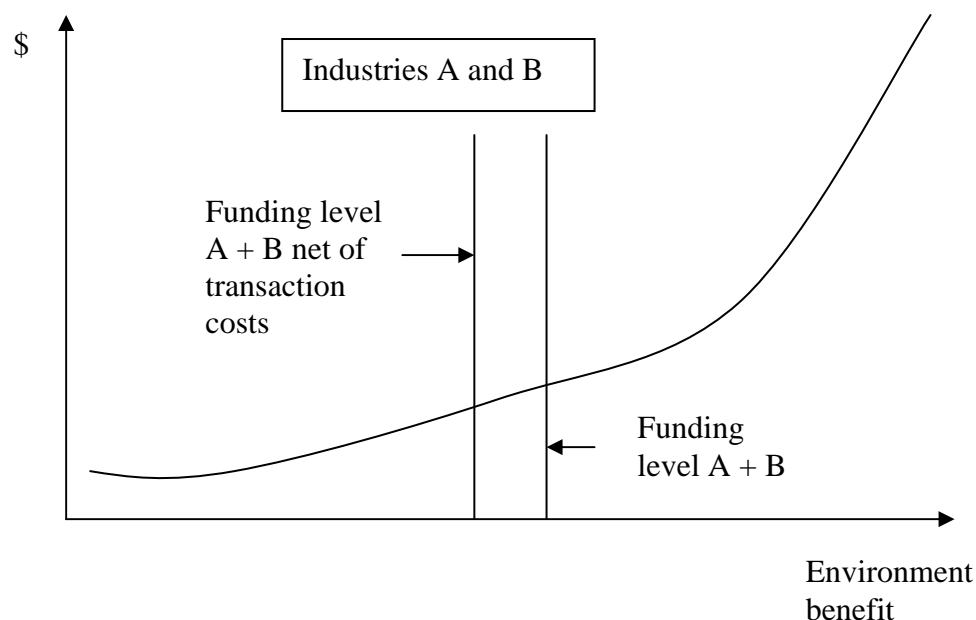 $
Industries A and B
Funding level
A + B net of
transaction
costs
Funding
level A + B
Environment
benefit